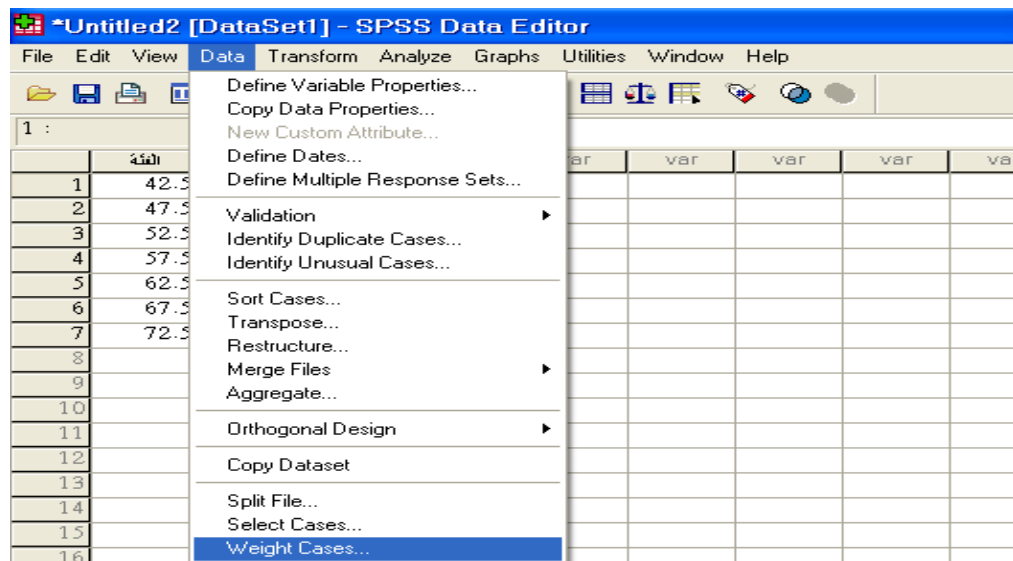 *Untitled2 [DataSet1] - SPSS Data Editor
File Edit View Data Transform Analyze Graphs Utilities Window Help
1 :
الفئة var var var
1 42.5
2 47.5
3 52.5
4 57.5
5 62.5
6 67.5
7 72.5
8
9
10
11
12
13
14
15
16
Define Variable Properties...
Copy Data Properties...
New Custom Attribute...
Define Dates...
Define Multiple Response Sets...
Validation
Identify Duplicate Cases...
Identify Unusual Cases...
Sort Cases...
Transpose...
Restructure...
Merge Files
Aggregate...
Orthogonal Design
Copy Dataset
Split File...
Select Cases...
Weight Cases...